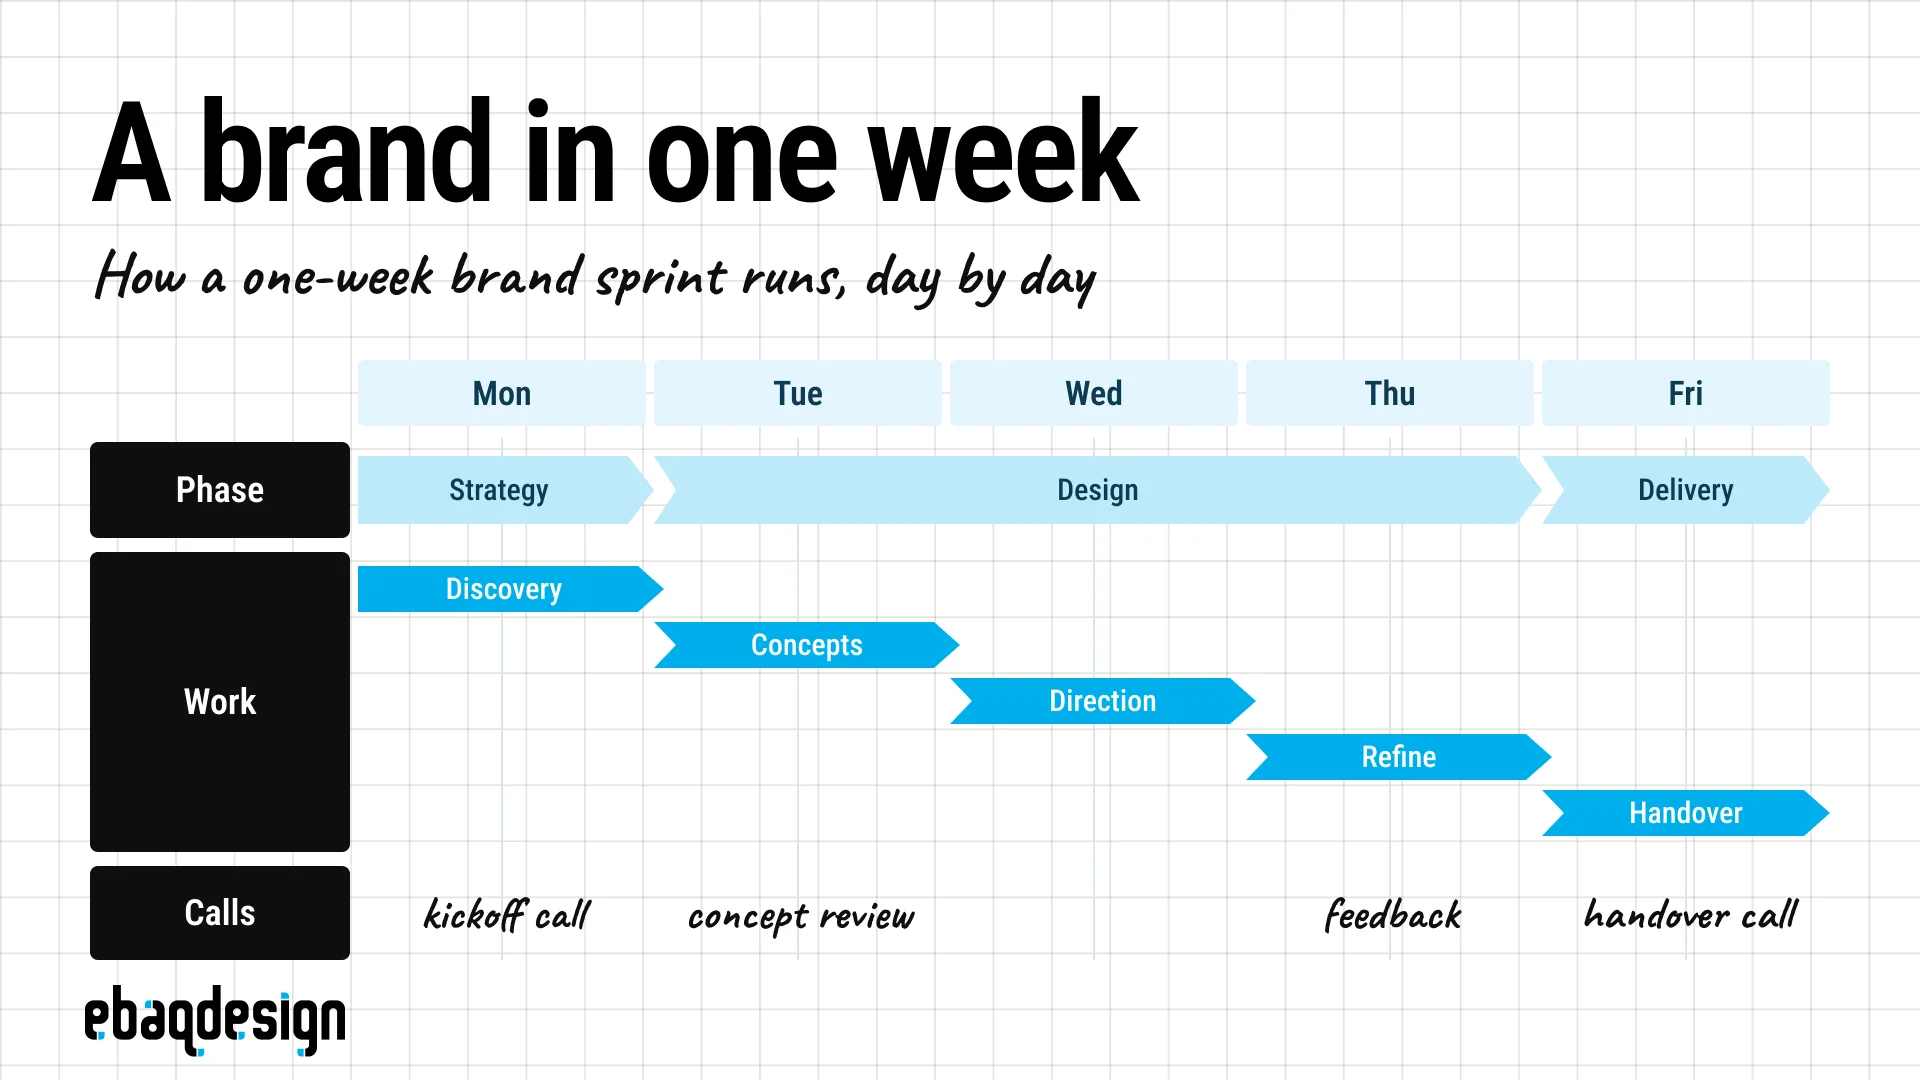 A brand in one week
How a one-week brand sprint runs, day by day
Mon Tue Wed Thu Fri
Phase Strategy Design Delivery
Work
Discovery
Concepts
Direction
Refine
Handover
Calls kickoff call concept review feedback handover call
ebaqdesign